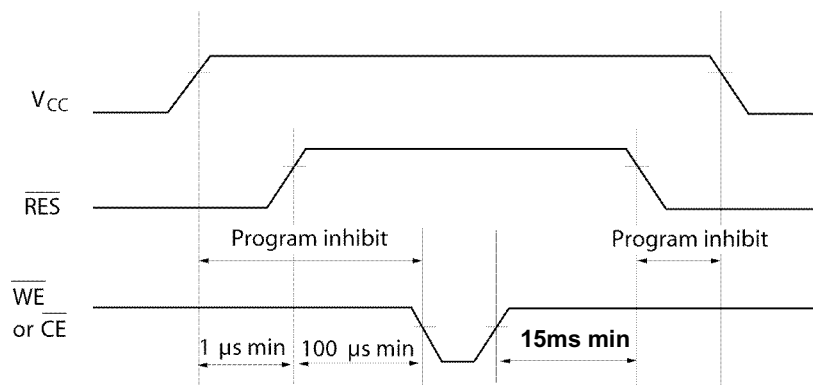 VCC
RES
Program inhibit
Program inhibit
WE
or CE
1 µs min
100 µs min
15ms min